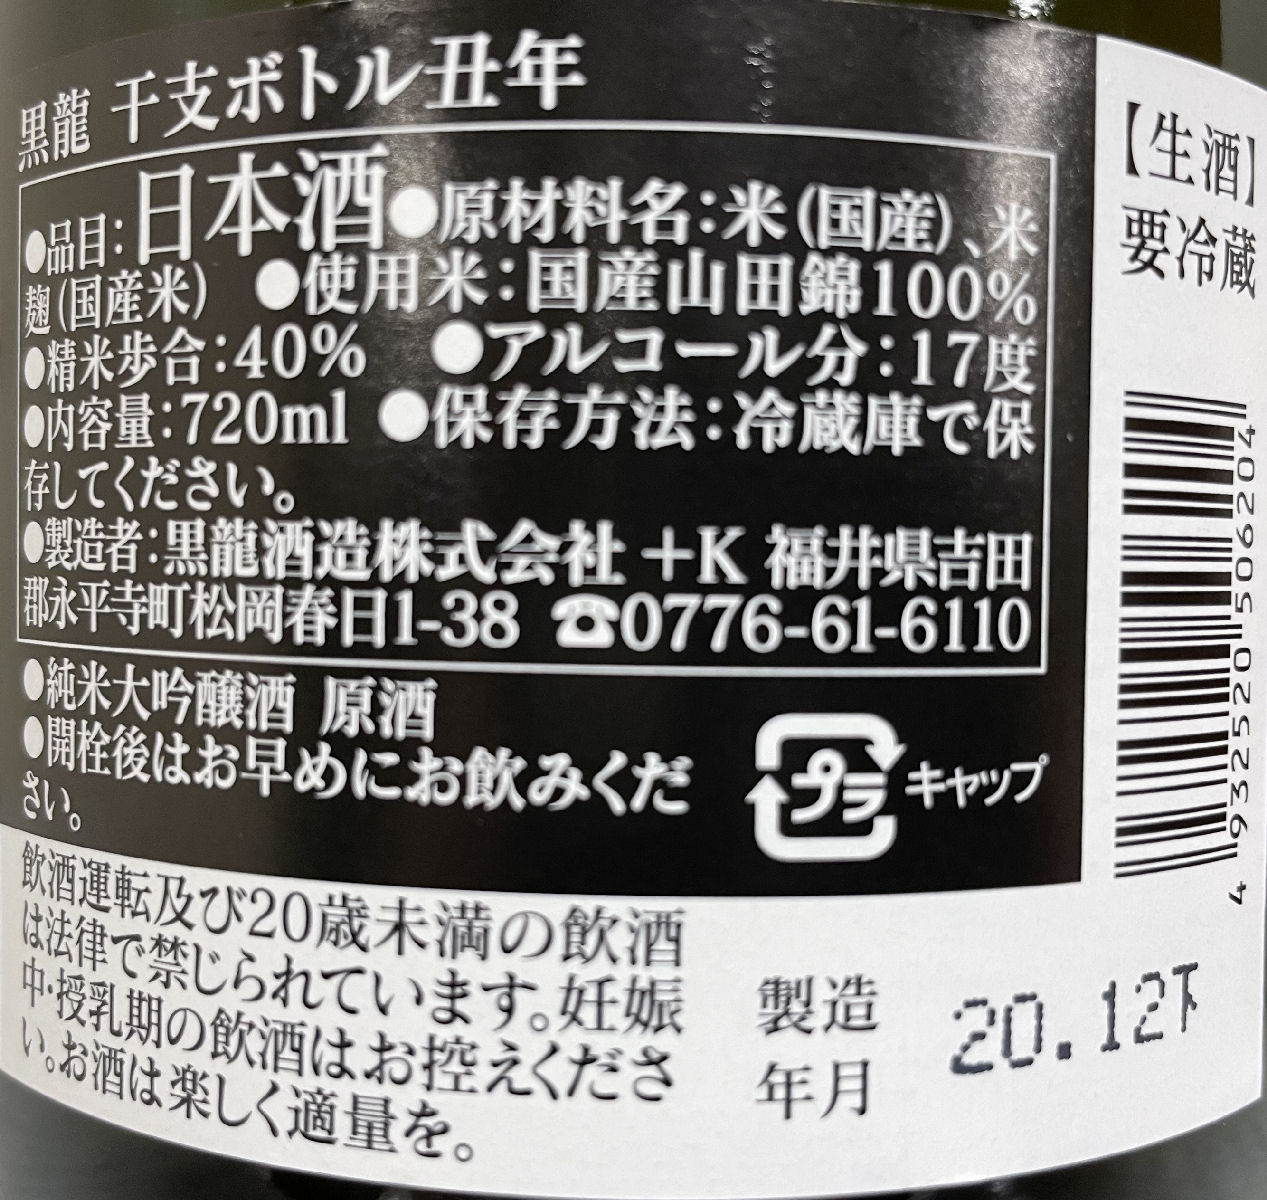 黒龍 干支ボトル丑年
●品目:日本酒●原材料名:米(国産)、米
麹(国産米) ●使用米:国産山田錦100%
●精米歩合:40% ●アルコール分:17度
●内容量:720ml ●保存方法:冷蔵庫で保
存してください。
●製造者:黒龍酒造株式会社 +K 福井県吉田
郡永平寺町松岡春日1-38 ☎0776-61-6110
●純米大吟醸酒 原酒
●開栓後はお早めにお飲みくだ
さい。
プラ キャップ
飲酒運転及び20歳未満の飲酒
は法律で禁じられています。妊娠
中・授乳期の飲酒はお控えくださ
い。お酒は楽しく適量を。
製造
年月
20.12下
【生酒】
要冷蔵
4 932520 506204